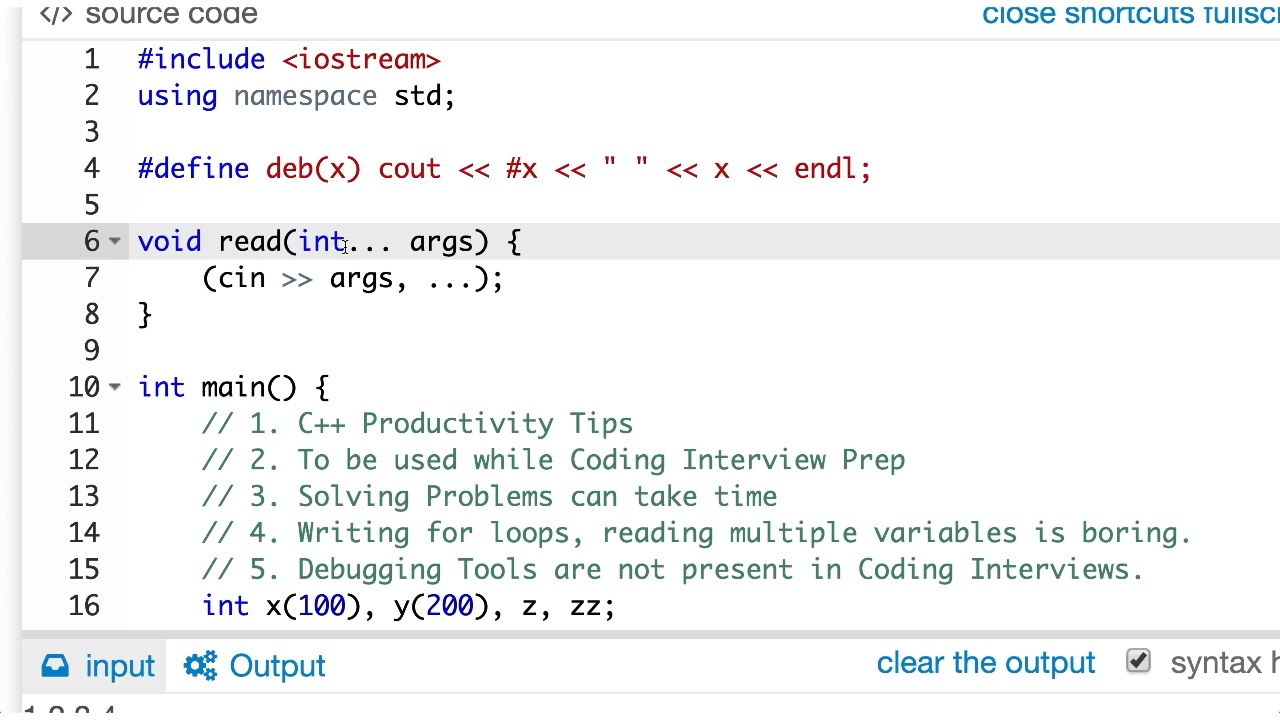 </> source code
close shortcuts fullscr
1 #include <iostream>
2 using namespace std;
3
4 #define deb(x) cout << #x << " " << x << endl;
5
6 void read(int... args) {
7 (cin >> args, ...);
8 }
9
10 int main() {
11 // 1. C++ Productivity Tips
12 // 2. To be used while Coding Interview Prep
13 // 3. Solving Problems can take time
14 // 4. Writing for loops, reading multiple variables is boring.
15 // 5. Debugging Tools are not present in Coding Interviews.
16 int x(100), y(200), z, zz;
input Output
clear the output syntax h
1 2 3 4